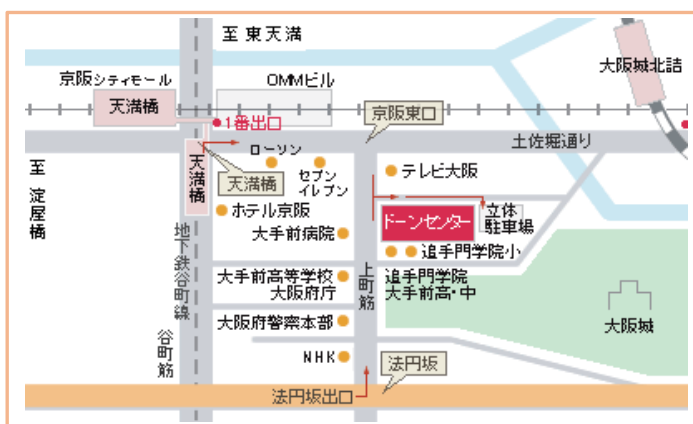 至東天満
京阪シティモール
OMMビル
大阪城北詰
天満橋
1番出口
京阪東口
土佐堀通り
至
淀屋橋
天満橋
ローソン
天満橋
セブン
イレブン
テレビ大阪
ホテル京阪
ドーンセンター
立体
駐車場
大手前病院
追手門学院小
地下鉄谷町線
上町筋
大手前高等学校
大阪府庁
追手門学院
大手前高・中
大阪府警察本部
大阪城
谷町筋
NHK
法円坂
法円坂出口